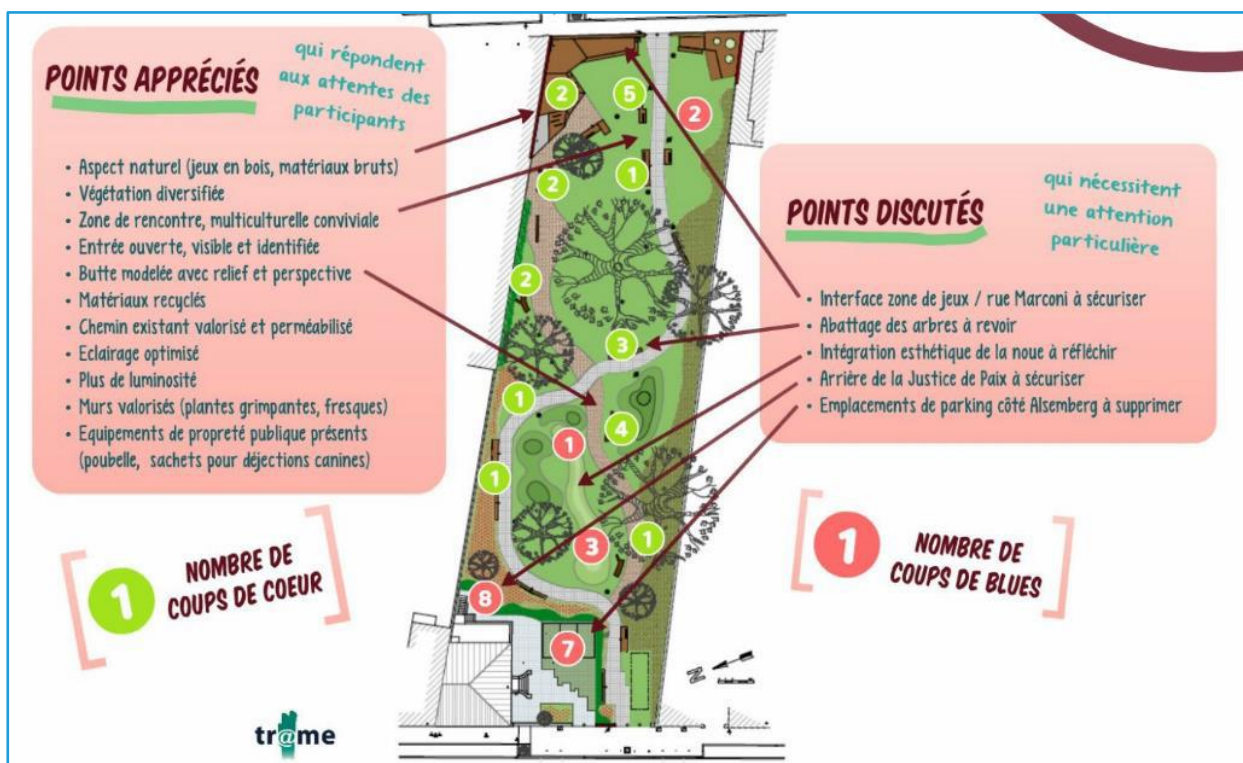 POINTS APPRÉCIÉS
qui répondent
aux attentes des
participants
• Aspect naturel (jeux en bois, matériaux bruts)
• Végétation diversifiée
• Zone de rencontre, multiculturelle conviviale
• Entrée ouverte, visible et identifiée
• Butte modelée avec relief et perspective
• Matériaux recyclés
• Chemin existant valorisé et perméabilisé
• Eclairage optimisé
• Plus de luminosité
• Murs valorisés (plantes grimpantes, fresques)
• Equipements de propreté publique présents
(poubelle, sachets pour déjections canines)
1
NOMBRE DE
COUPS DE COEUR
tr@me
2
5
2
1
2
2
3
1
4
1
1
3
1
8
7
N
POINTS DISCUTÉS
qui nécessitent
une attention
particulière
• Interface zone de jeux / rue Marconi à sécuriser
• Abattage des arbres à revoir
• Intégration esthétique de la noue à réfléchir
• Arrière de la Justice de Paix à sécuriser
• Emplacements de parking côté Alsemberg à supprimer
1
NOMBRE DE
COUPS DE BLUES